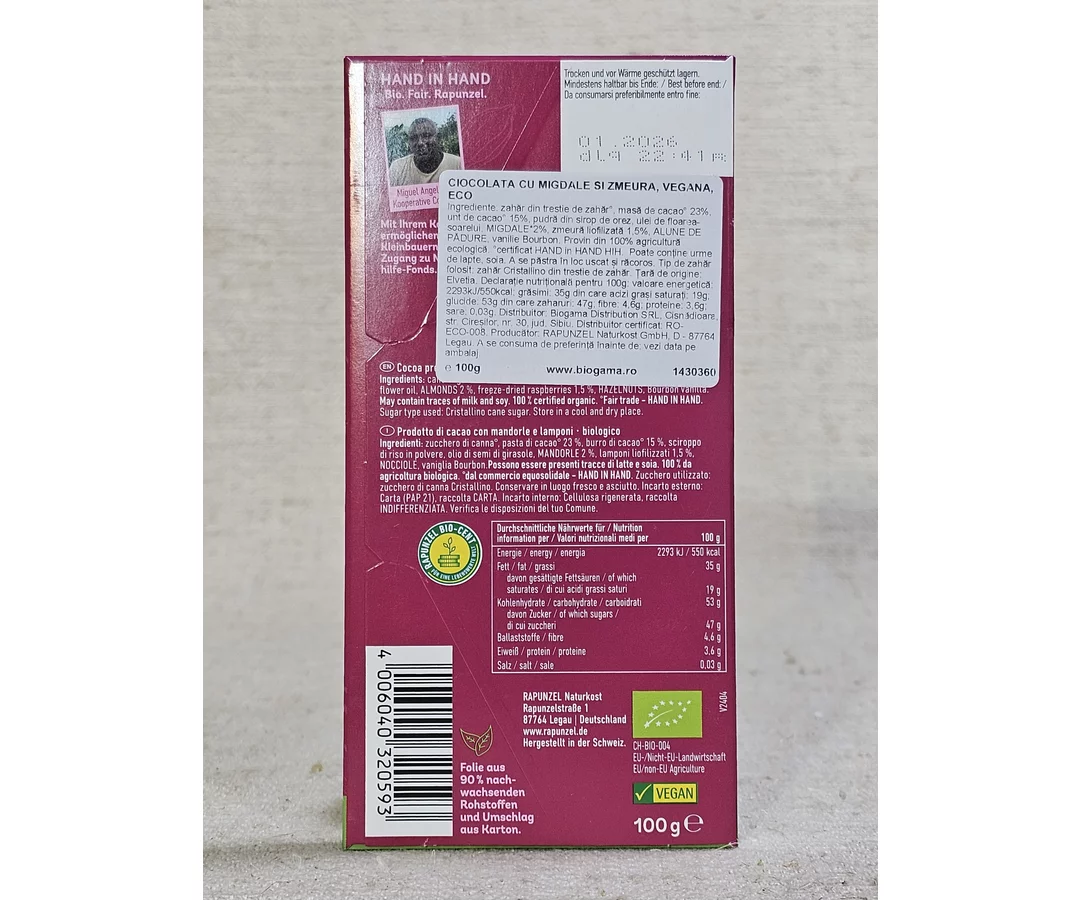 HAND IN HAND
Bio. Fair. Rapunzel.
Trocken und vor Wärme geschützt lagern.
Mindestens haltbar bis Ende: / Best before end: /
Da consumarsi preferibilmente entro fine:
01.2026
dLq 22:41
Miguel Angel
Kooperative
Mit Ihrem
ermöglichen
Kleinbauern
Zugang zu
hilfe-Fonds.
CIOCOLATA CU MIGDALE SI ZMEURA, VEGANA,
ECO
Ingrediente: zahăr din trestie de zahăr°, masă de cacao° 23%,
unt de cacao° 15%, pudră din sirop de orez, ulei de floarea-
soarelui, MIGDALE*2%, zmeură liofilizată 1,5%, ALUNE DE
PĂDURE, vanilie Bourbon. Provin din 100% agricultură
ecologică. °certificat HAND in HAND HIH. Poate conține urme
de lapte, soia. A se păstra în loc uscat și răcoros. Tip de zahăr
folosit: zahăr Cristallino din trestie de zahăr. Țară de origine:
Elveția. Declarație nutrițională pentru 100g: valoare energetică:
2293kJ/550kcal; grăsimi: 35g din care acizi grași saturați: 19g;
glucide: 53g din care zaharuri: 47g, fibre: 4,6g; proteine: 3,6g;
sare: 0,03g. Distribuitor: Biogama Distribution SRL, Cisnădioara,
str. Cireșilor, nr. 30, jud. Sibiu. Distribuitor certificat: RO-
ECO-008. Producător: RAPUNZEL Naturkost GmbH, D - 87764
Legau. A se consuma de preferință înainte de: vezi data pe
ambalaj
e 100g www.biogama.ro 1430360
EN Cocoa
Ingredients:
flower oil, ALMONDS 2 %, freeze-dried raspberries 1,5 %, HAZELNUTS, Bourbon vanilla.
May contain traces of milk and soy. 100 % certified organic. °Fair trade – HAND IN HAND.
Sugar type used: Cristallino cane sugar. Store in a cool and dry place.
I Prodotto di cacao con mandorle e lamponi · biologico
Ingredienti: zucchero di canna°, pasta di cacao° 23 %, burro di cacao° 15 %, sciroppo
di riso in polvere, olio di semi di girasole, MANDORLE 2 %, lamponi liofilizzati 1,5 %,
NOCCIOLE, vaniglia Bourbon. Possono essere presenti tracce di latte e soia. 100 % da
agricoltura biologica. °dal commercio equosolidale – HAND IN HAND. Zucchero utilizzato:
zucchero di canna Cristallino. Conservare in luogo fresco e asciutto. Incarto esterno:
Carta (PAP 21), raccolta CARTA. Incarto interno: Cellulosa rigenerata, raccolta
INDIFFERENZIATA. Verifica le disposizioni del tuo Comune.
RAPUNZEL BIO-CENT
FÜR EINE LEBENSWERTE WELT
Durchschnittliche Nährwerte für / Nutrition
information per / Valori nutrizionali medi per 100 g
Energie / energy / energia 2293 kJ / 550 kcal
Fett / fat / grassi 35 g
davon gesättigte Fettsäuren / of which
saturates / di cui acidi grassi saturi 19 g
Kohlenhydrate / carbohydrate / carboidrati 53 g
davon Zucker / of which sugars /
di cui zuccheri 47 g
Ballaststoffe / fibre 4,6 g
Eiweiß / protein / proteine 3,6 g
Salz / salt / sale 0,03 g
4 006040 320593
RAPUNZEL Naturkost
Rapunzelstraße 1
87764 Legau | Deutschland
www.rapunzel.de
Hergestellt in der Schweiz.
V2404
CH-BIO-004
EU-/Nicht-EU-Landwirtschaft
EU/non-EU Agriculture
Folie aus
90 % nach-
wachsenden
Rohstoffen
und Umschlag
aus Karton.
VEGAN
100 g e